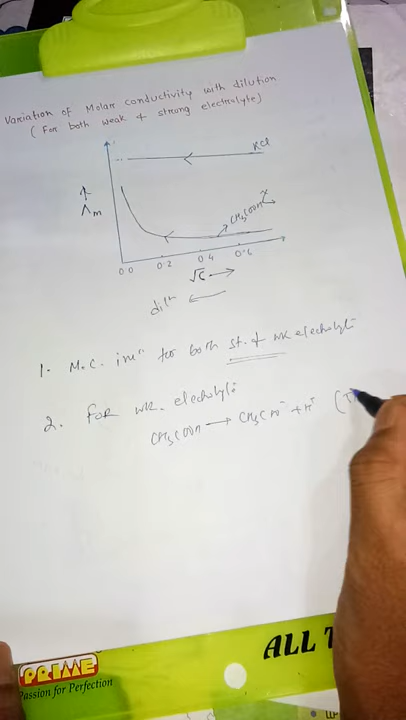 Variation of Molar conductivity with dilution
(For both weak & strong electrolyte)
KCl
↑
Λm
CH3COOH
0.0 0.2 0.4 0.6
√C →
dilⁿ ←
1. M.C. incrⁿ for both st. & wk electrolyte
2. For wk. electrolyte
CH3COOH → CH3COO⁻ + H⁺
PRIME
Passion for Perfection
ALL T